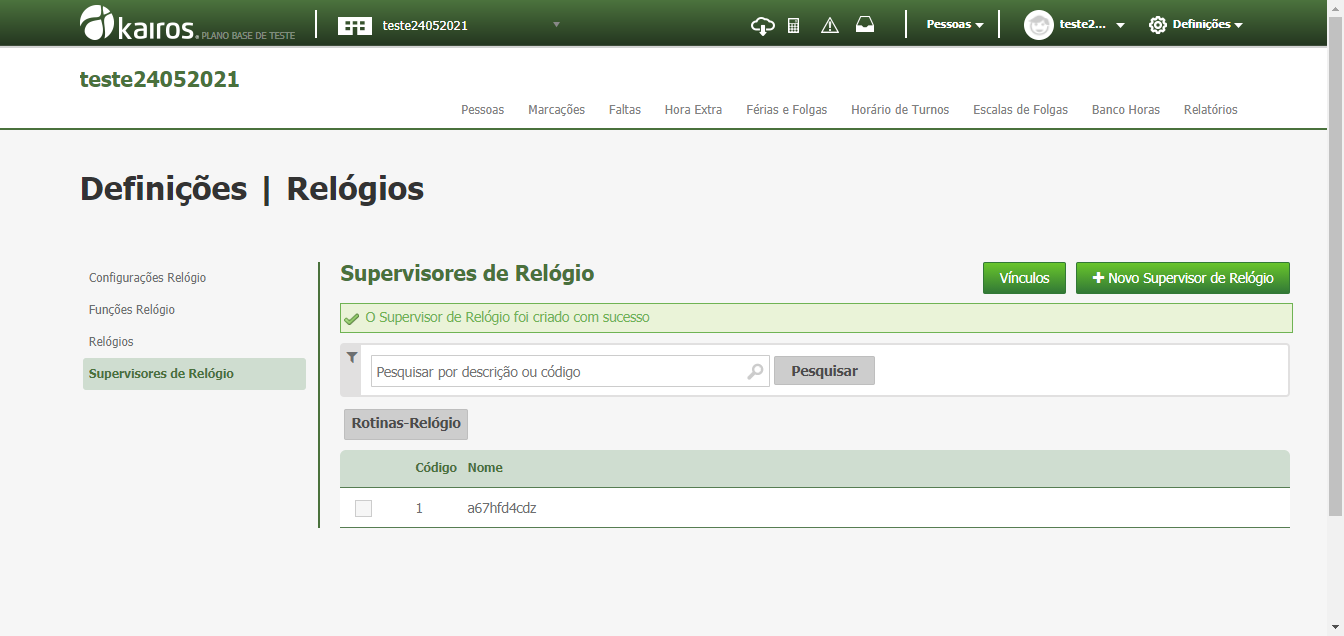 kairos. PLANO BASE DE TESTE
teste24052021
Pessoas
teste2...
Definições
teste24052021
Pessoas Marcações Faltas Hora Extra Férias e Folgas Horário de Turnos Escalas de Folgas Banco Horas Relatórios
Definições | Relógios
Configurações Relógio
Funções Relógio
Relógios
Supervisores de Relógio
Supervisores de Relógio
Vínculos
Novo Supervisor de Relógio
O Supervisor de Relógio foi criado com sucesso
Pesquisar por descrição ou código
Pesquisar
Rotinas-Relógio
Código Nome
1 a67hfd4cdz